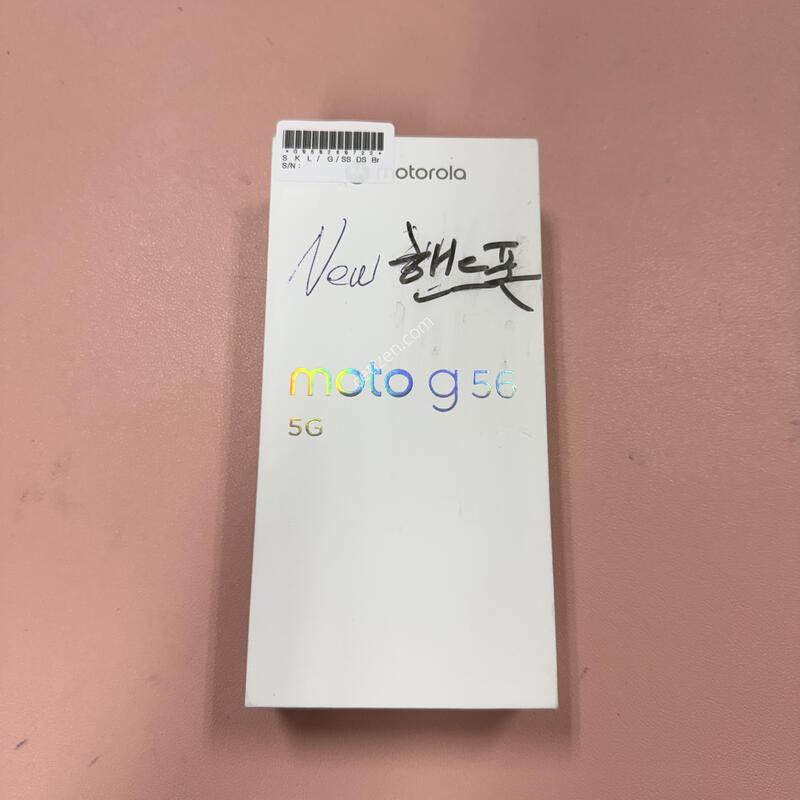 S K L / G/SS DS Br
S/N :
motorola
New 핸드폰
moto g56
5G